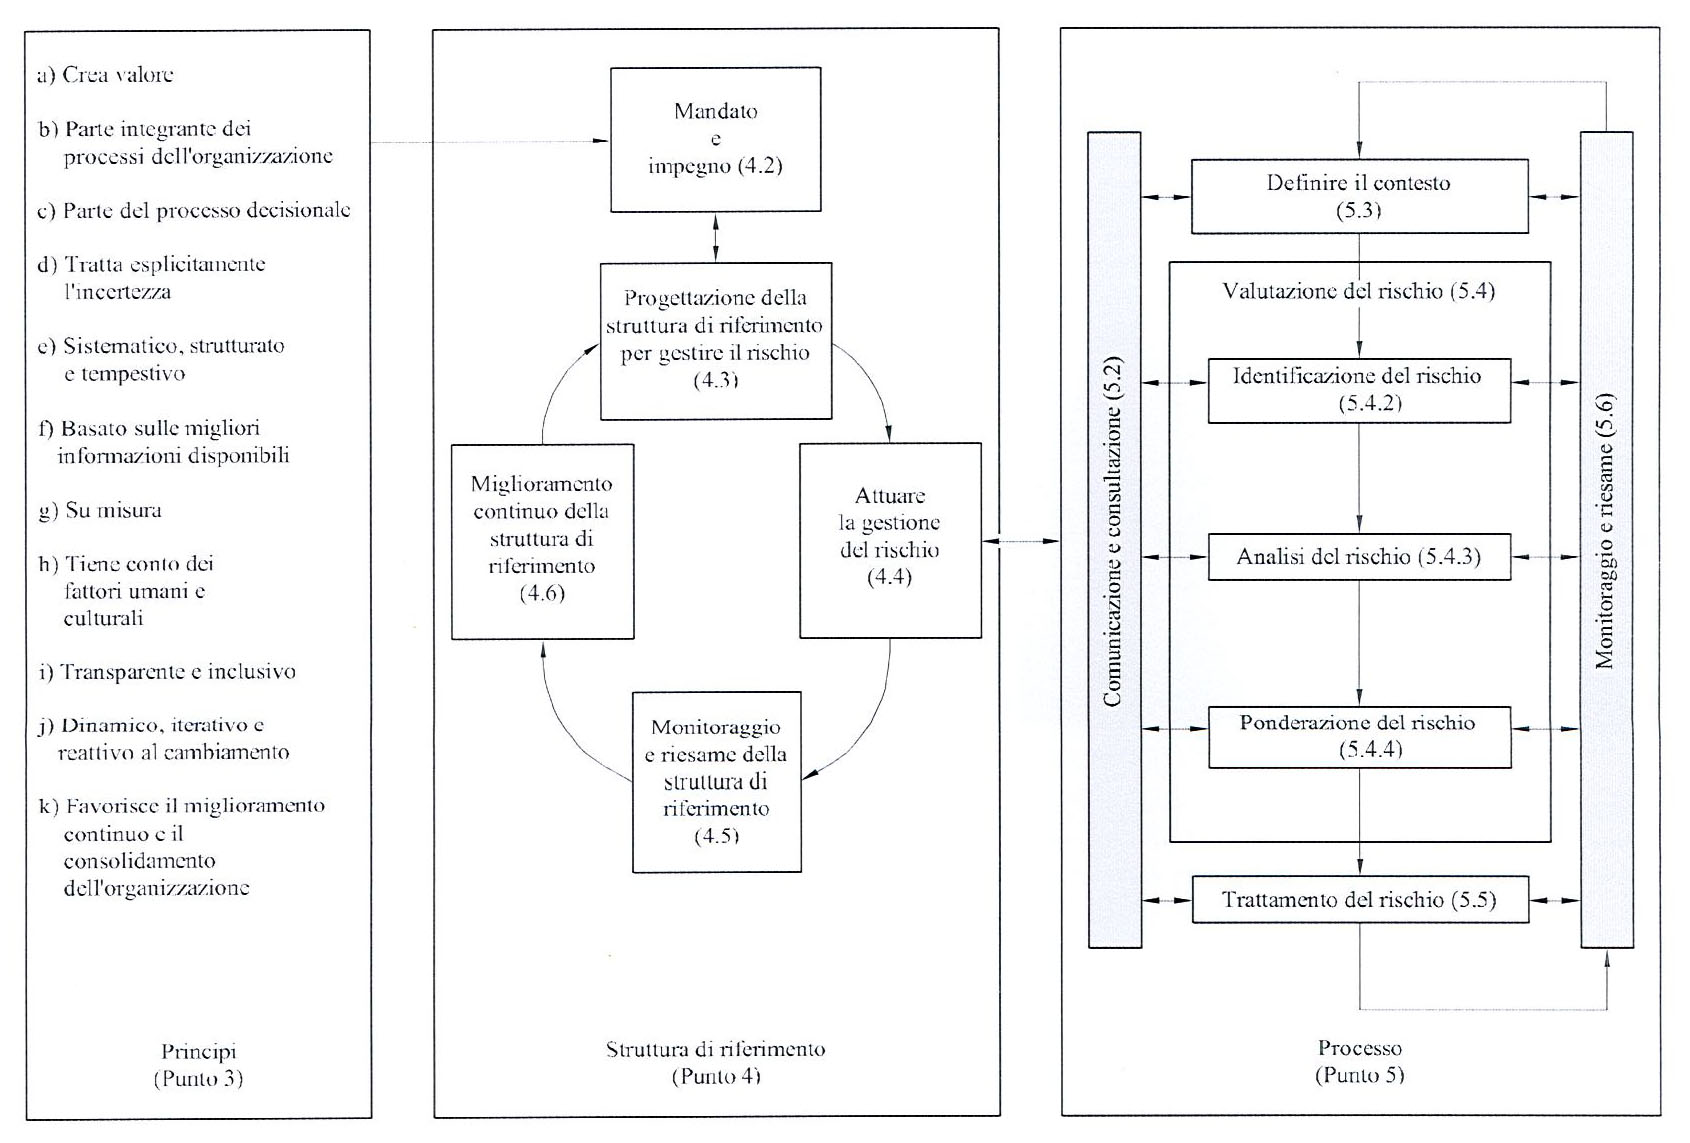 a) Crea valore
b) Parte integrante dei
processi dell'organizzazione
c) Parte del processo decisionale
d) Tratta esplicitamente
l'incertezza
e) Sistematico, strutturato
e tempestivo
f) Basato sulle migliori
informazioni disponibili
g) Su misura
h) Tiene conto dei
fattori umani e
culturali
i) Transparente e inclusivo
j) Dinamico, iterativo e
reattivo al cambiamento
k) Favorisce il miglioramento
continuo e il
consolidamento
dell'organizzazione
Principi
(Punto 3)
Mandato
e
impegno (4.2)
Progettazione della
struttura di riferimento
per gestire il rischio
(4.3)
Attuare
la gestione
del rischio
(4.4)
Monitoraggio
e riesame della
struttura di
riferimento
(4.5)
Miglioramento
continuo della
struttura di
riferimento
(4.6)
Struttura di riferimento
(Punto 4)
Comunicazione e consultazione (5.2)
Definire il contesto
(5.3)
Valutazione del rischio (5.4)
Identificazione del rischio
(5.4.2)
Analisi del rischio (5.4.3)
Ponderazione del rischio
(5.4.4)
Trattamento del rischio (5.5)
Monitoraggio e riesame (5.6)
Processo
(Punto 5)